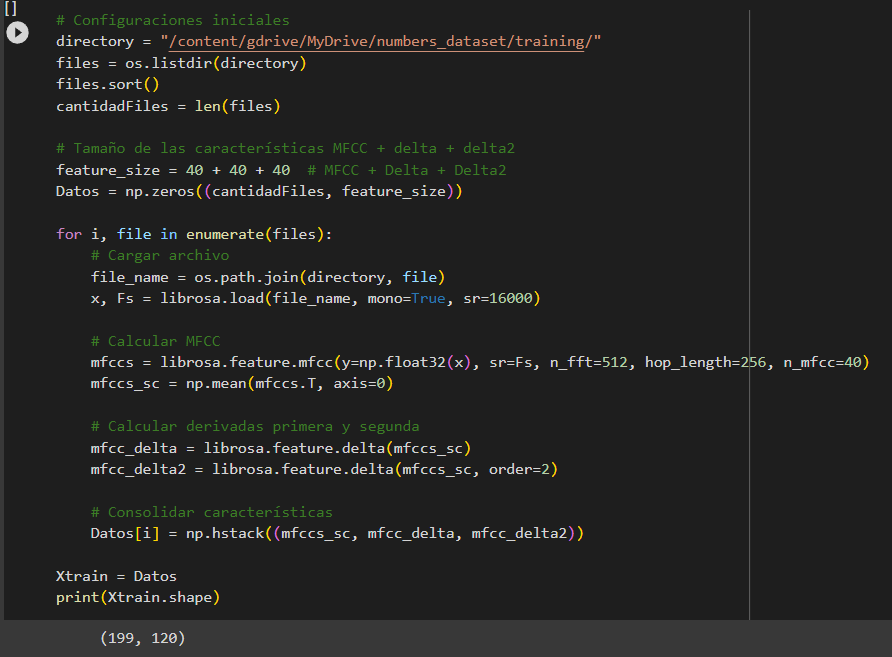 []
# Configuraciones iniciales
directory = "/content/gdrive/MyDrive/numbers_dataset/training/"
files = os.listdir(directory)
files.sort()
cantidadFiles = len(files)
# Tamaño de las características MFCC + delta + delta2
feature_size = 40 + 40 + 40  # MFCC + Delta + Delta2
Datos = np.zeros((cantidadFiles, feature_size))
for i, file in enumerate(files):
    # Cargar archivo
    file_name = os.path.join(directory, file)
    x, Fs = librosa.load(file_name, mono=True, sr=16000)
    # Calcular MFCC
    mfccs = librosa.feature.mfcc(y=np.float32(x), sr=Fs, n_fft=512, hop_length=256, n_mfcc=40)
    mfccs_sc = np.mean(mfccs.T, axis=0)
    # Calcular derivadas primera y segunda
    mfcc_delta = librosa.feature.delta(mfccs_sc)
    mfcc_delta2 = librosa.feature.delta(mfccs_sc, order=2)
    # Consolidar características
    Datos[i] = np.hstack((mfccs_sc, mfcc_delta, mfcc_delta2))
Xtrain = Datos
print(Xtrain.shape)
(199, 120)